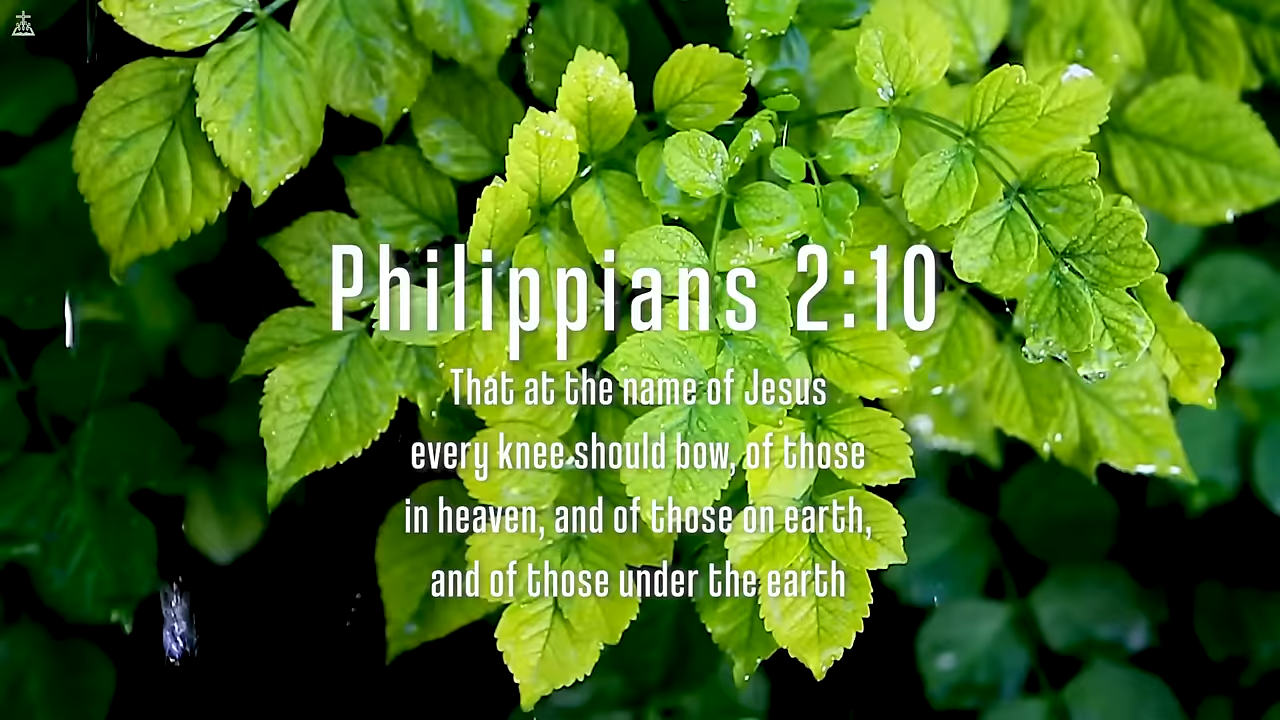 Philippians 2:10
That at the name of Jesus
every knee should bow, of those
in heaven, and of those on earth,
and of those under the earth